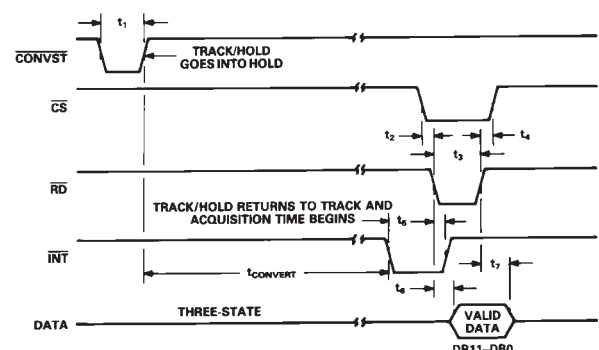 t1
CONVST
TRACK/HOLD
GOES INTO HOLD
CS
t2
t4
t3
RD
TRACK/HOLD RETURNS TO TRACK AND
ACQUISITION TIME BEGINS
t5
INT
tCONVERT
t7
t6
THREE-STATE
DATA
VALID
DATA
DB11–DB0